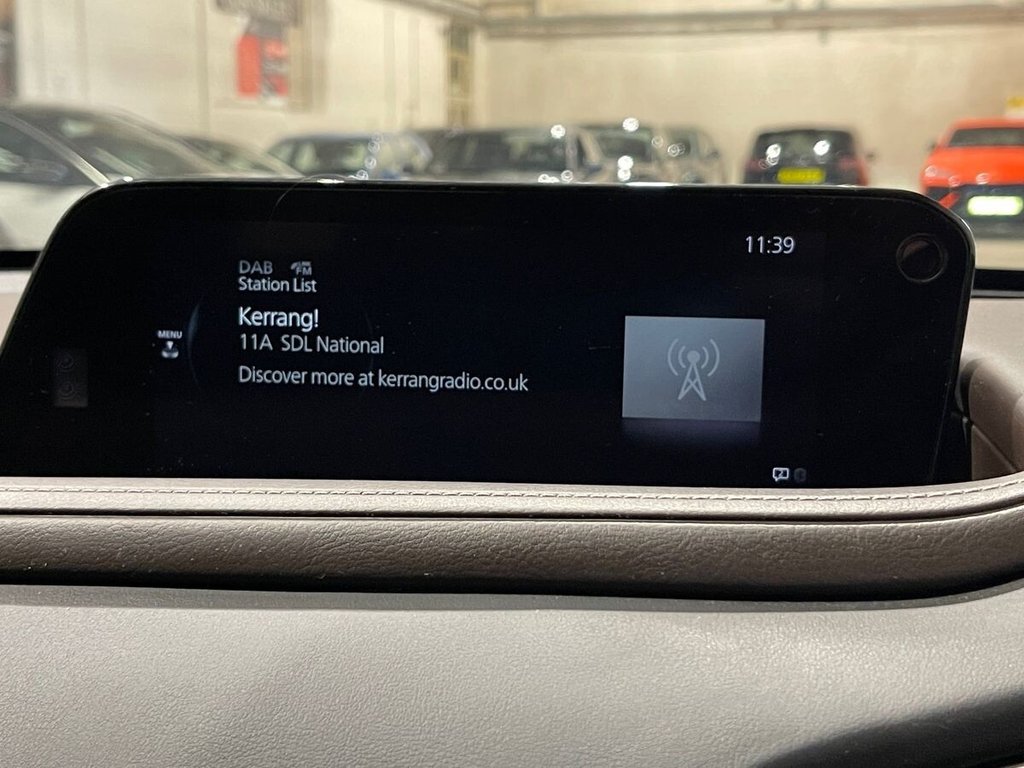 11:39
DAB FM
Station List
Kerrang!
11A SDL National
Discover more at kerrangradio.co.uk
MENU